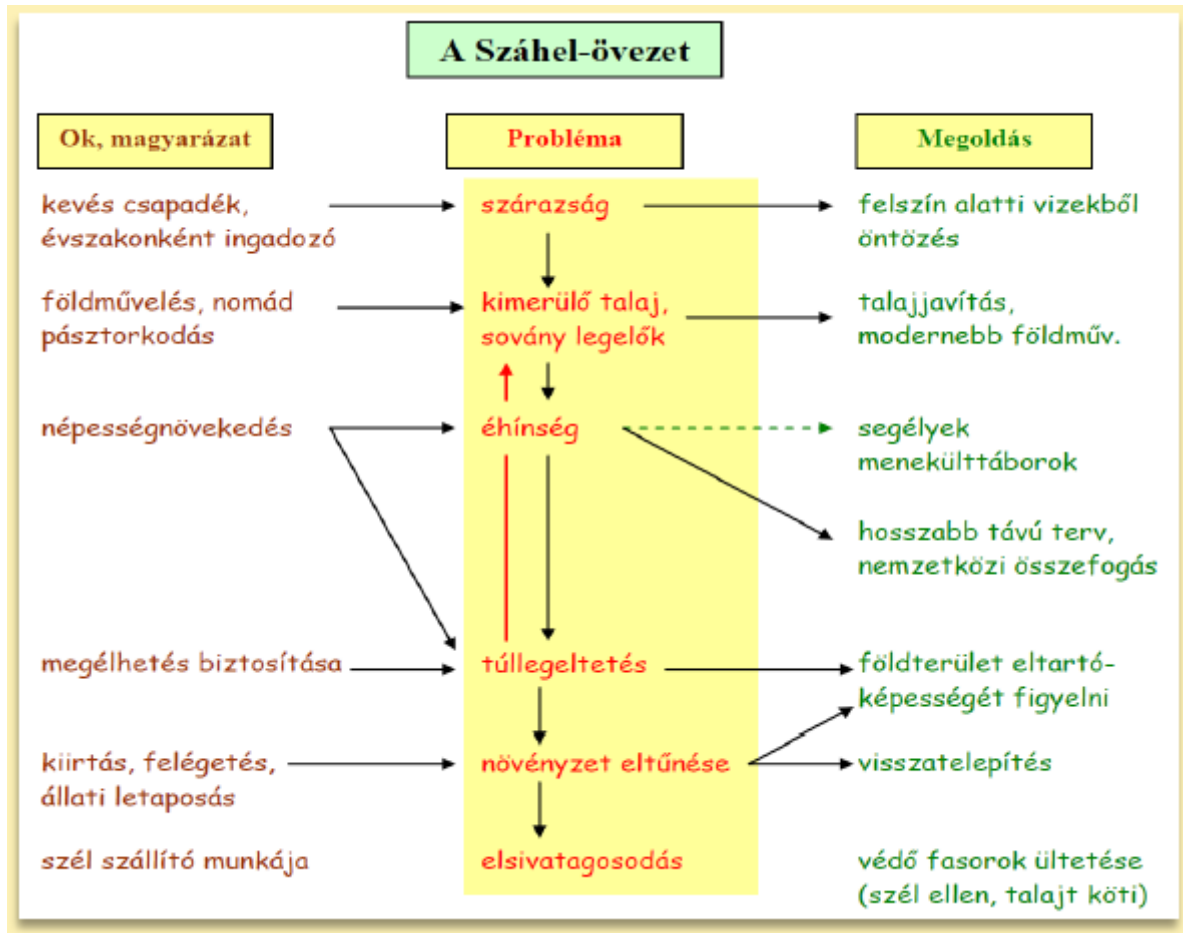 A Száhel-övezet
Ok, magyarázat
Probléma
Megoldás
kevés csapadék,
évszakonként ingadozó
szárazság
felszín alatti vizekből
öntözés
földművelés, nomád
pásztorkodás
kimerülő talaj,
sovány legelők
talajjavítás,
modernebb földműv.
népességnövekedés
éhínség
segélyek
menekülttáborok
hosszabb távú terv,
nemzetközi összefogás
megélhetés biztosítása
túllegeltetés
földterület eltartó-
képességét figyelni
kiirtás, felégetés,
állati letaposás
növényzet eltűnése
visszatelepítés
szél szállító munkája
elsivatagosodás
védő fasorok ültetése
(szél ellen, talajt köti)